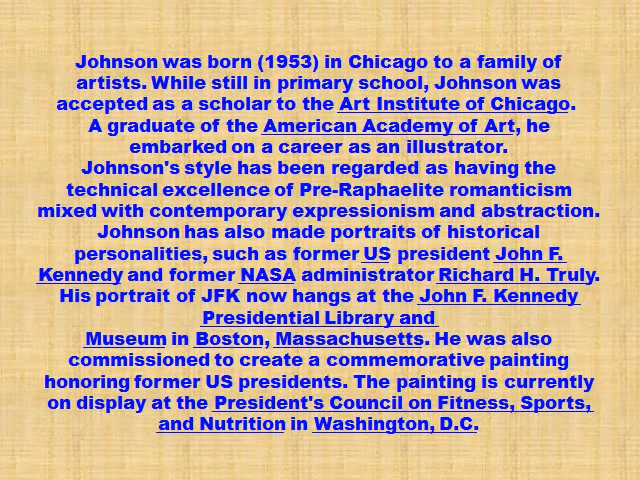 Johnson was born (1953) in Chicago to a family of
artists. While still in primary school, Johnson was
accepted as a scholar to the Art Institute of Chicago.
A graduate of the American Academy of Art, he
embarked on a career as an illustrator.
Johnson's style has been regarded as having the
technical excellence of Pre-Raphaelite romanticism
mixed with contemporary expressionism and abstraction.
Johnson has also made portraits of historical
personalities, such as former US president John F.
Kennedy and former NASA administrator Richard H. Truly.
His portrait of JFK now hangs at the John F. Kennedy
Presidential Library and
Museum in Boston, Massachusetts. He was also
commissioned to create a commemorative painting
honoring former US presidents. The painting is currently
on display at the President's Council on Fitness, Sports,
and Nutrition in Washington, D.C.